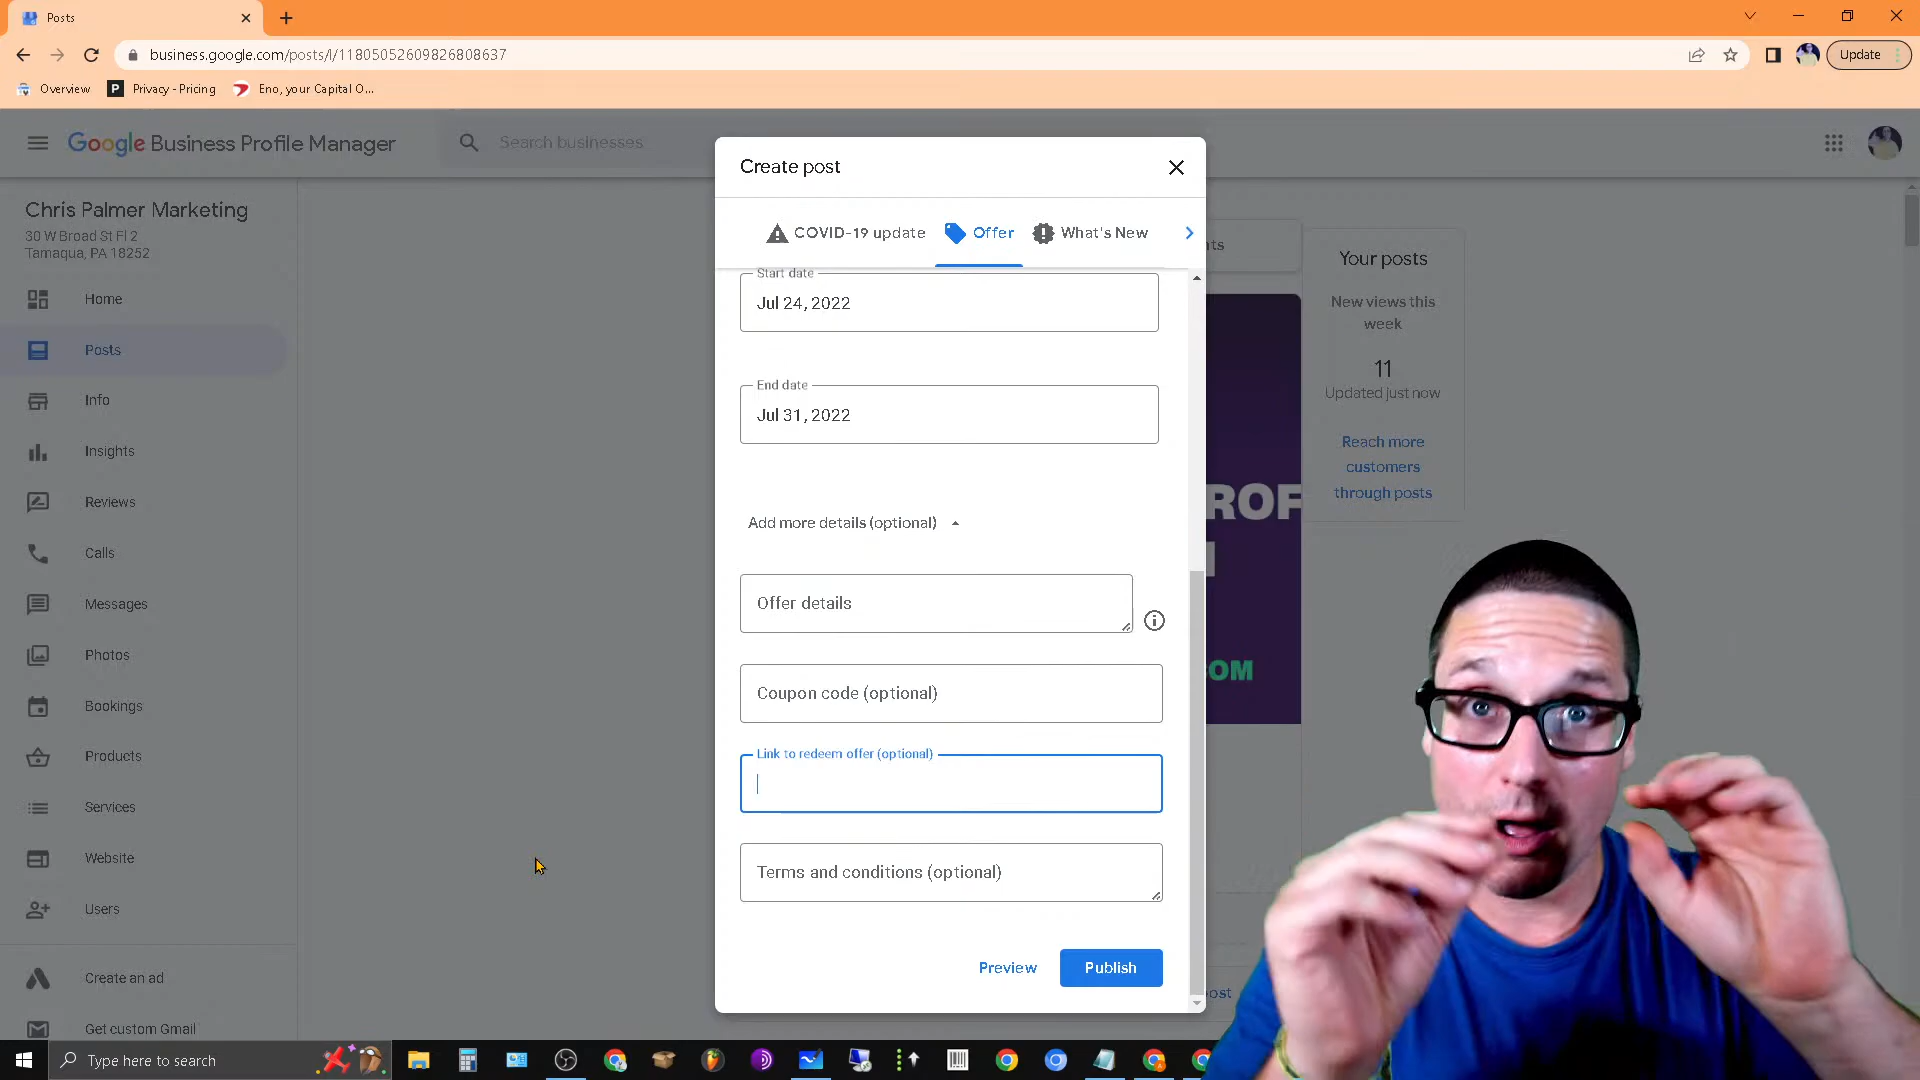 Posts
business.google.com/posts/l/11805052609826808637
Update
Overview
Privacy - Pricing
Eno, your Capital O...
Google Business Profile Manager
Search businesses
Chris Palmer Marketing
30 W Broad St Fl 2
Tamaqua, PA 18252
Home
Posts
Info
Insights
Reviews
Calls
Messages
Photos
Bookings
Products
Services
Website
Users
Create an ad
Get custom Gmail
Create post
COVID-19 update
Offer
What's New
Start date
Jul 24, 2022
End date
Jul 31, 2022
Add more details (optional)
Offer details
Coupon code (optional)
Link to redeem offer (optional)
Terms and conditions (optional)
Preview
Publish
Your posts
New views this
week
11
Updated just now
Reach more
customers
through posts
Type here to search